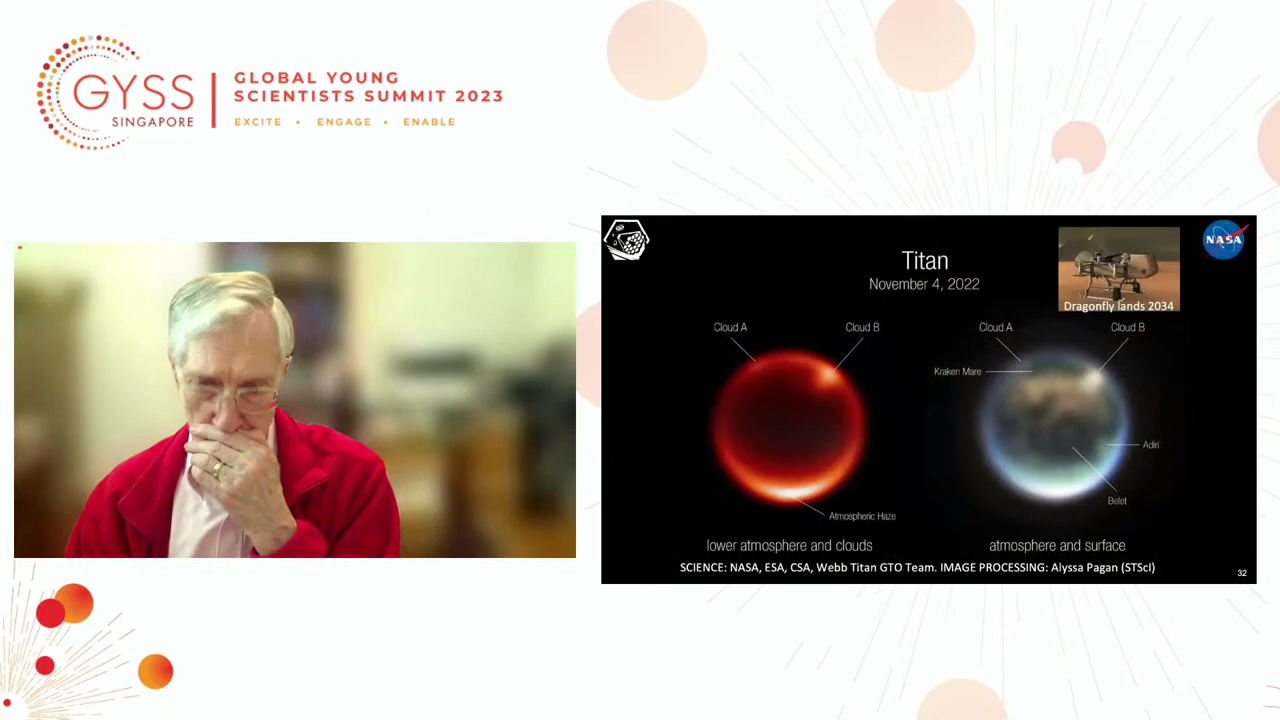 GYSS
SINGAPORE
GLOBAL YOUNG
SCIENTISTS SUMMIT 2023
EXCITE • ENGAGE • ENABLE
NASA
Titan
November 4, 2022
Dragonfly lands 2034
Cloud A
Cloud B
Cloud A
Cloud B
Kraken Mare
Adiri
Belet
Atmospheric Haze
lower atmosphere and clouds
atmosphere and surface
SCIENCE: NASA, ESA, CSA, Webb Titan GTO Team. IMAGE PROCESSING: Alyssa Pagan (STScI)
32